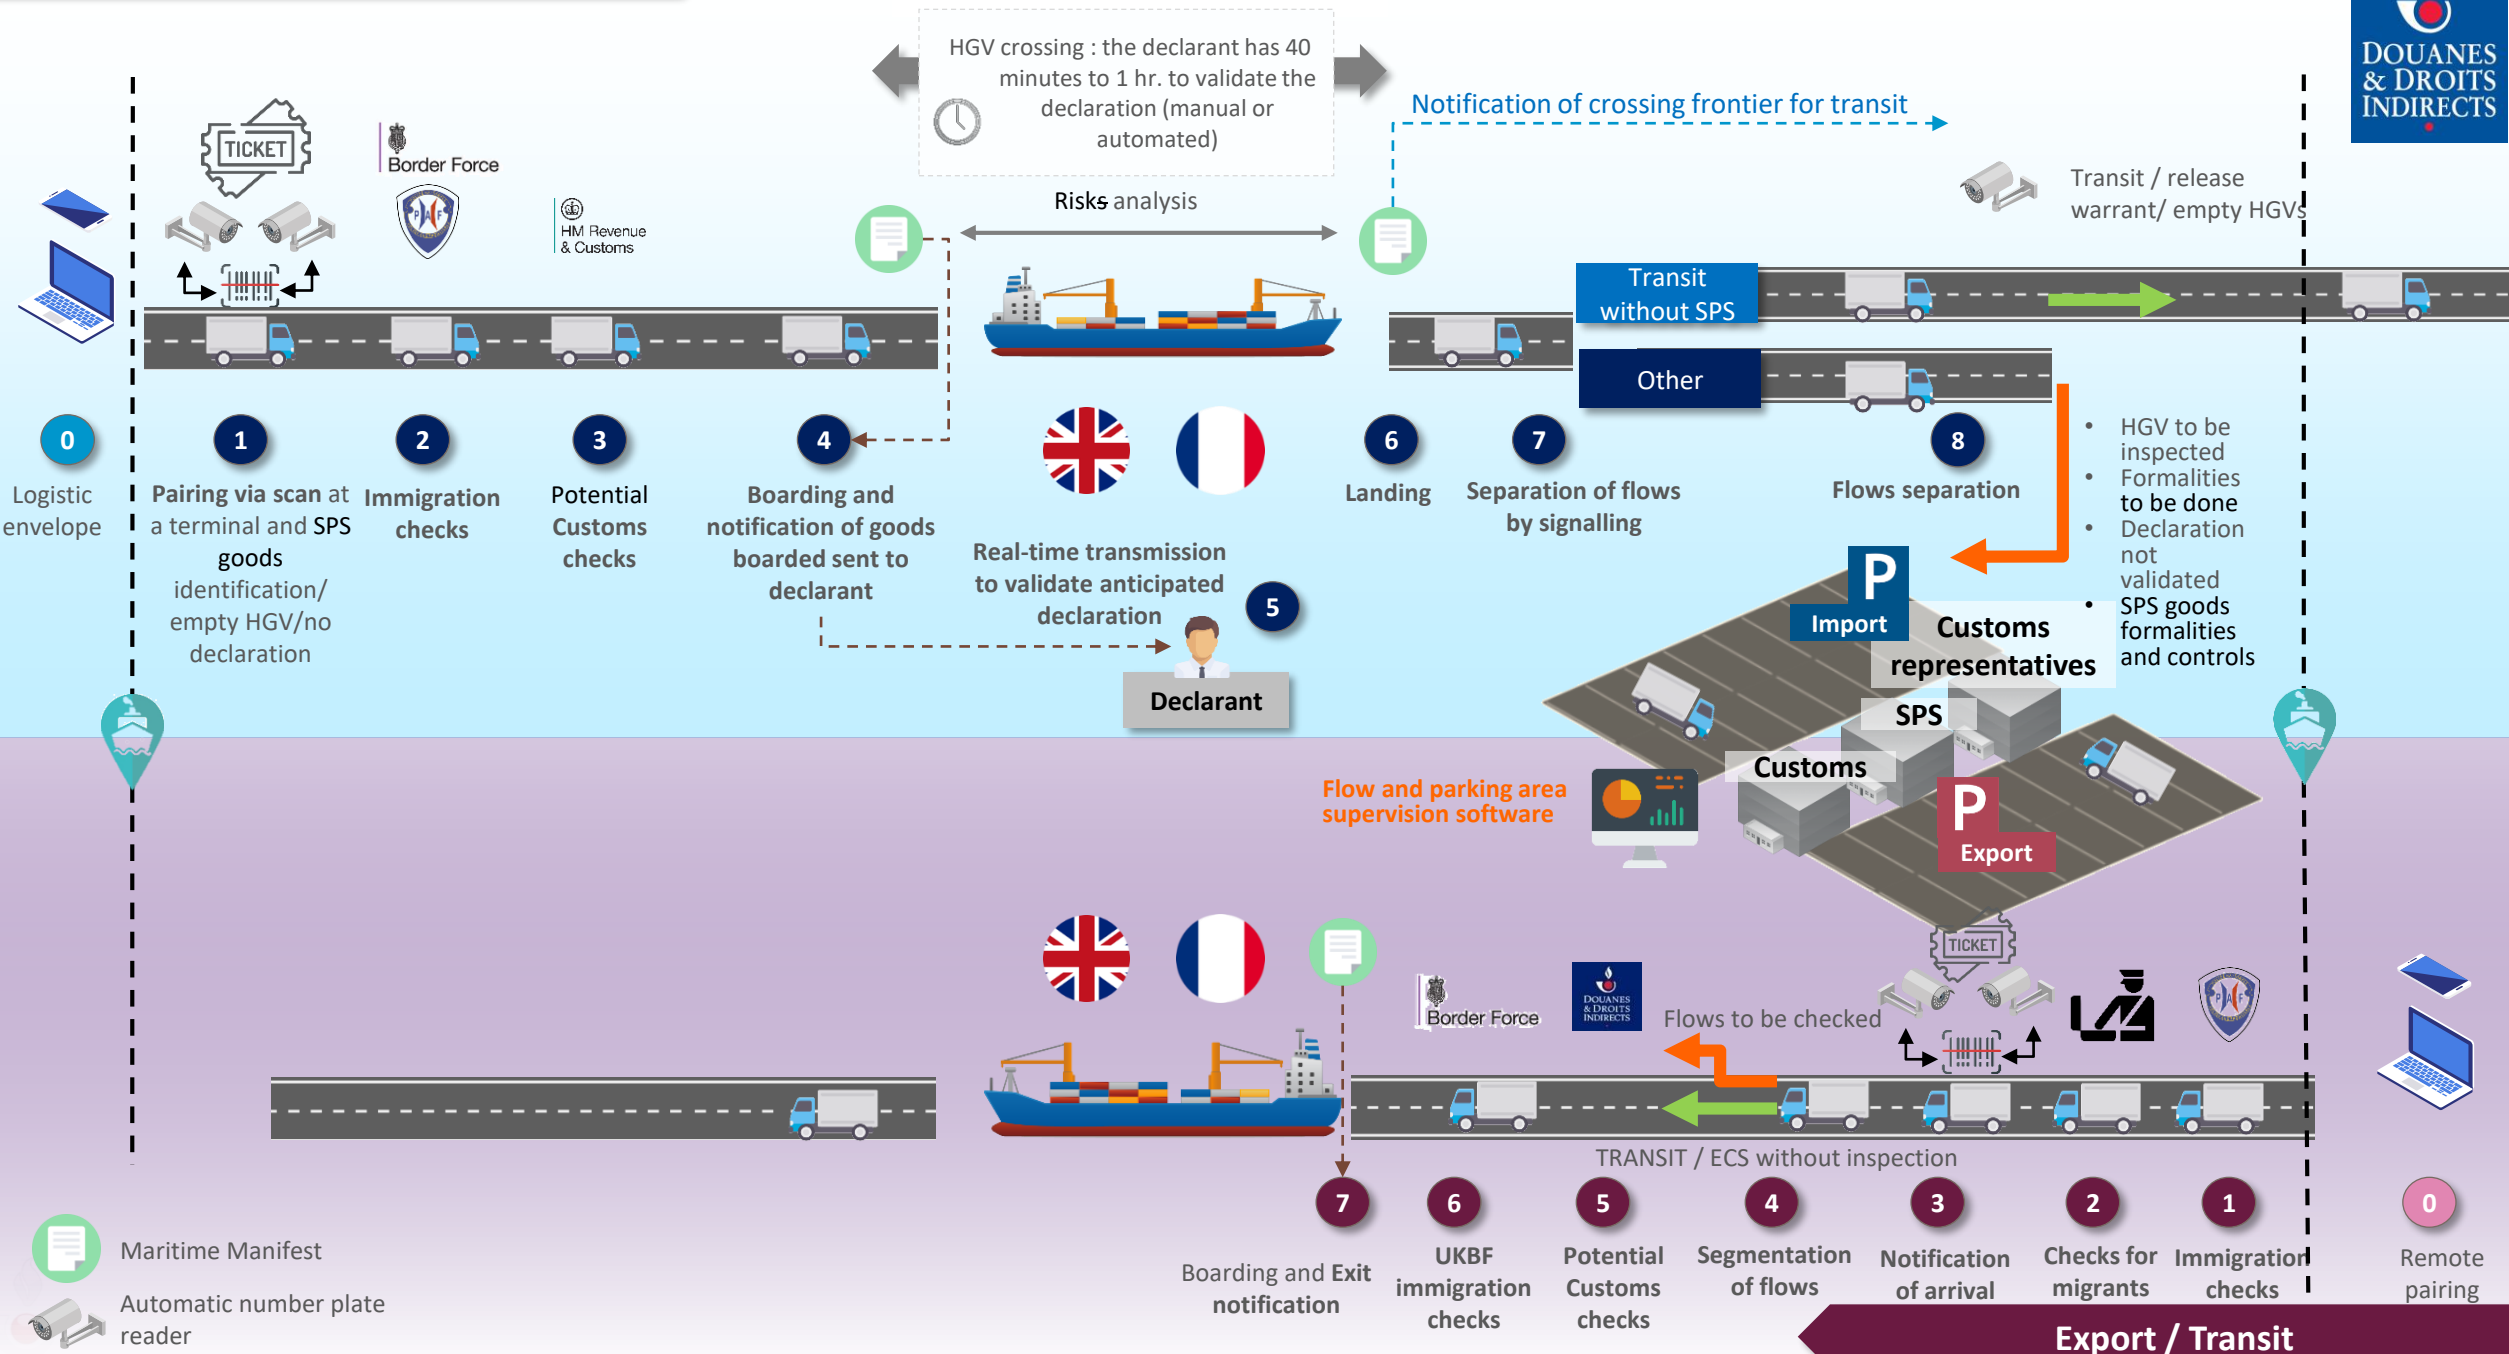 HGV crossing : the declarant has 40
minutes to 1 hr. to validate the
declaration (manual or
automated)
DOUANES
& DROITS
INDIRECTS
Notification of crossing frontier for transit
TICKET
Border Force
PAF
HM Revenue
& Customs
Risks analysis
Transit / release
warrant/ empty HGVs
Transit
without SPS
Other
0
1
2
3
4
6
7
8
Logistic
envelope
Pairing via scan at
a terminal and SPS
goods
identification/
empty HGV/no
declaration
Immigration
checks
Potential
Customs
checks
Boarding and
notification of goods
boarded sent to
declarant
Real-time transmission
to validate anticipated
declaration
5
Declarant
Landing
Separation of flows
by signalling
Flows separation
• HGV to be
inspected
• Formalities
to be done
• Declaration
not
validated
• SPS goods
formalities
and controls
P
Import
Customs
representatives
SPS
Customs
P
Export
Flow and parking area
supervision software
TICKET
Border Force
DOUANES
& DROITS
INDIRECTS
Flows to be checked
PAF
TRANSIT / ECS without inspection
7
6
5
4
3
2
1
0
Boarding and Exit
notification
UKBF
immigration
checks
Potential
Customs
checks
Segmentation
of flows
Notification
of arrival
Checks for
migrants
Immigration
checks
Remote
pairing
Maritime Manifest
Automatic number plate
reader
Export / Transit